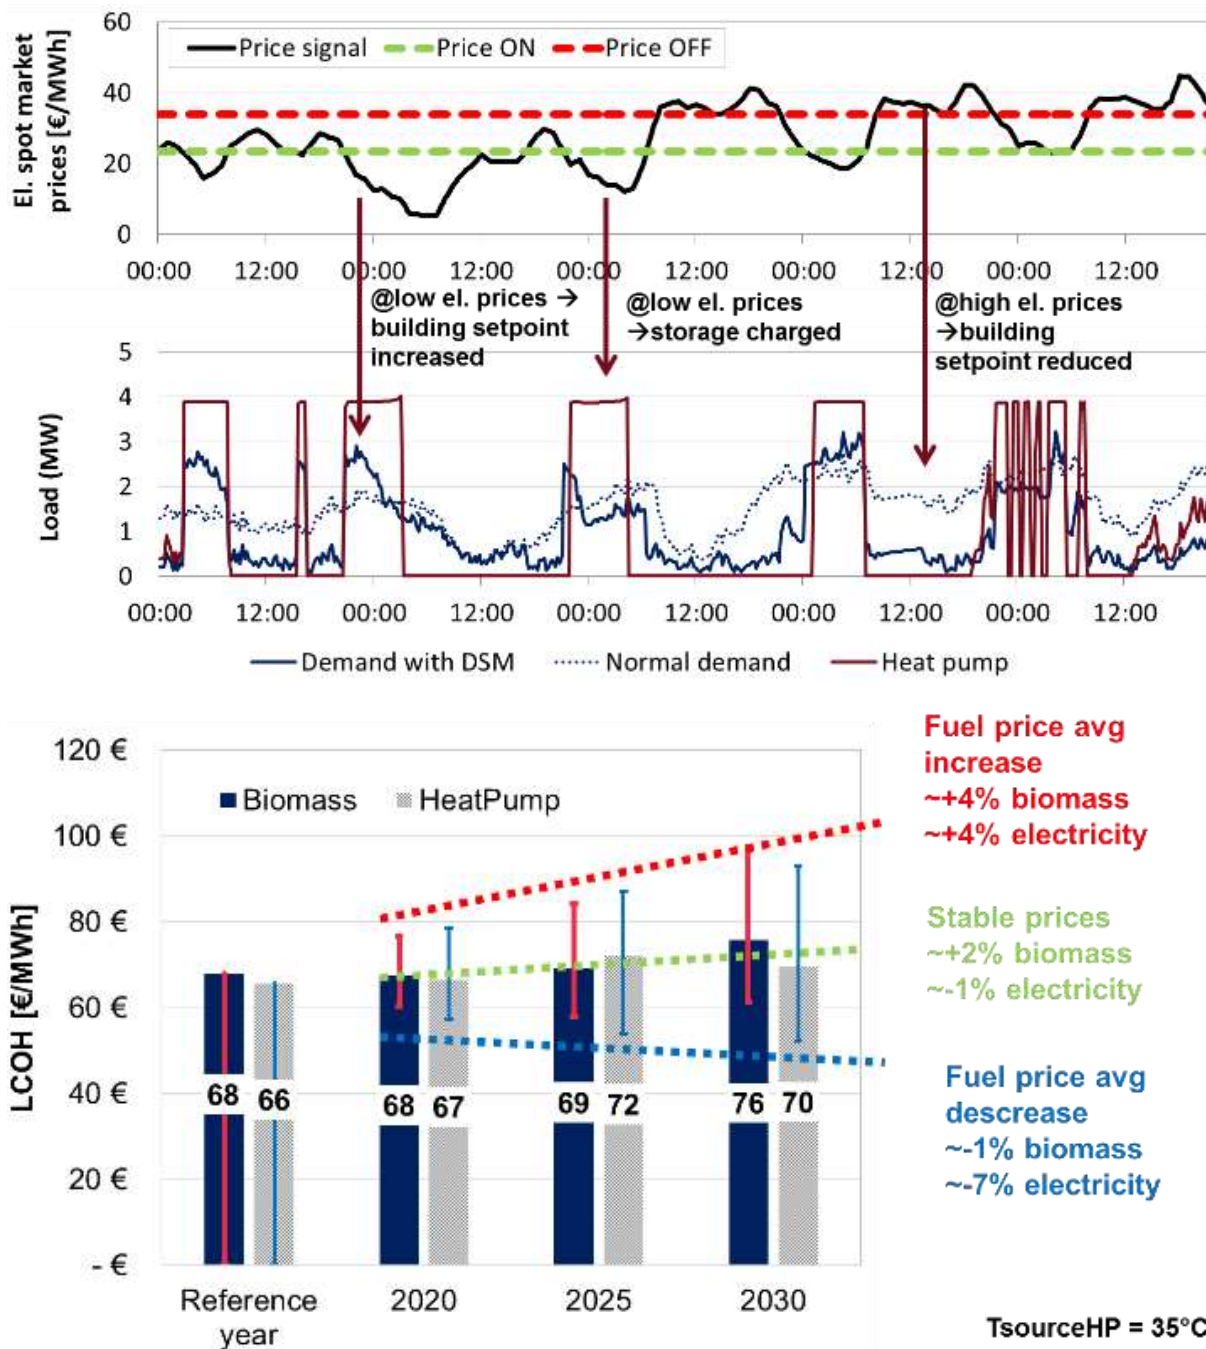 El. spot market
prices [€/MWh]
60
40
20
0
Price signal
Price ON
Price OFF
00:00 12:00 00:00 12:00 00:00 12:00 00:00 12:00 00:00 12:00
@low el. prices →
building setpoint
increased
@low el. prices
→storage charged
@high el. prices
→building
setpoint reduced
Load (MW)
5
4
3
2
1
0
00:00 12:00 00:00 12:00 00:00 12:00 00:00 12:00 00:00 12:00
Demand with DSM
Normal demand
Heat pump
LCOH [€/MWh]
120 €
100 €
80 €
60 €
40 €
20 €
- €
Biomass
HeatPump
68 66 68 67 69 72 76 70
Reference
year
2020
2025
2030
Fuel price avg
increase
~+4% biomass
~+4% electricity
Stable prices
~+2% biomass
~-1% electricity
Fuel price avg
descrease
~-1% biomass
~-7% electricity
TsourceHP = 35°C